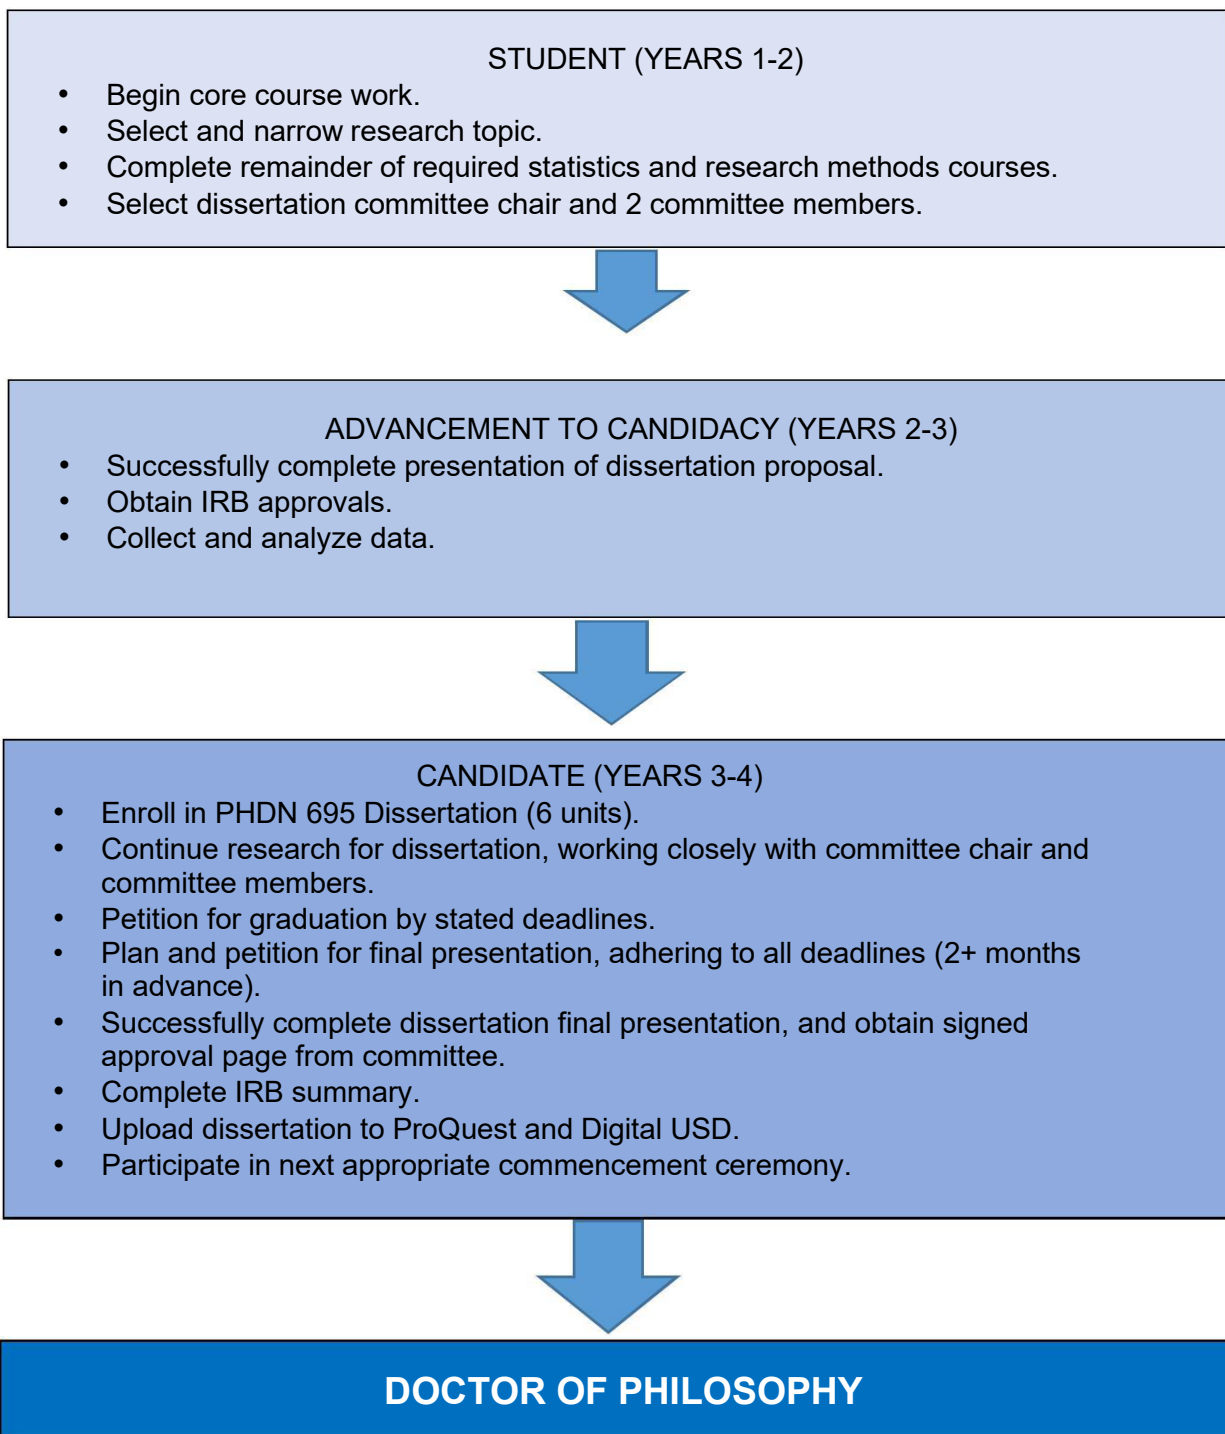 STUDENT (YEARS 1-2)
• Begin core course work.
• Select and narrow research topic.
• Complete remainder of required statistics and research methods courses.
• Select dissertation committee chair and 2 committee members.
ADVANCEMENT TO CANDIDACY (YEARS 2-3)
• Successfully complete presentation of dissertation proposal.
• Obtain IRB approvals.
• Collect and analyze data.
CANDIDATE (YEARS 3-4)
• Enroll in PHDN 695 Dissertation (6 units).
• Continue research for dissertation, working closely with committee chair and
committee members.
• Petition for graduation by stated deadlines.
• Plan and petition for final presentation, adhering to all deadlines (2+ months
in advance).
• Successfully complete dissertation final presentation, and obtain signed
approval page from committee.
• Complete IRB summary.
• Upload dissertation to ProQuest and Digital USD.
• Participate in next appropriate commencement ceremony.
DOCTOR OF PHILOSOPHY